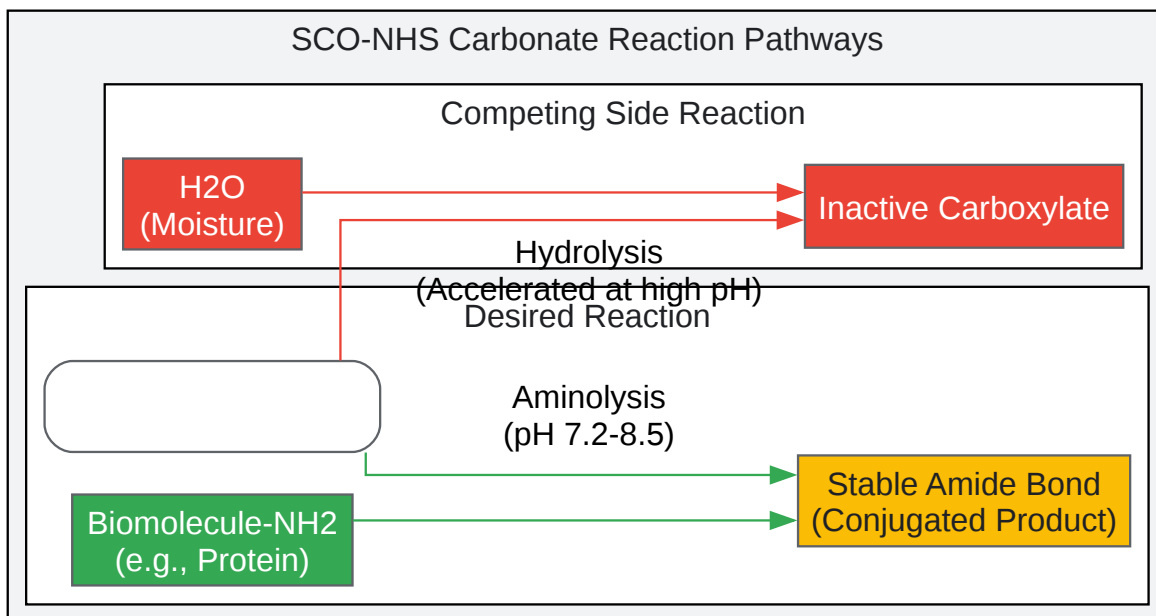 SCO-NHS Carbonate Reaction Pathways
Competing Side Reaction
H2O
(Moisture)
Inactive Carboxylate
Hydrolysis
(Accelerated at high pH)
Desired Reaction
Aminolysis
(pH 7.2-8.5)
Stable Amide Bond
(Conjugated Product)
Biomolecule-NH2
(e.g., Protein)